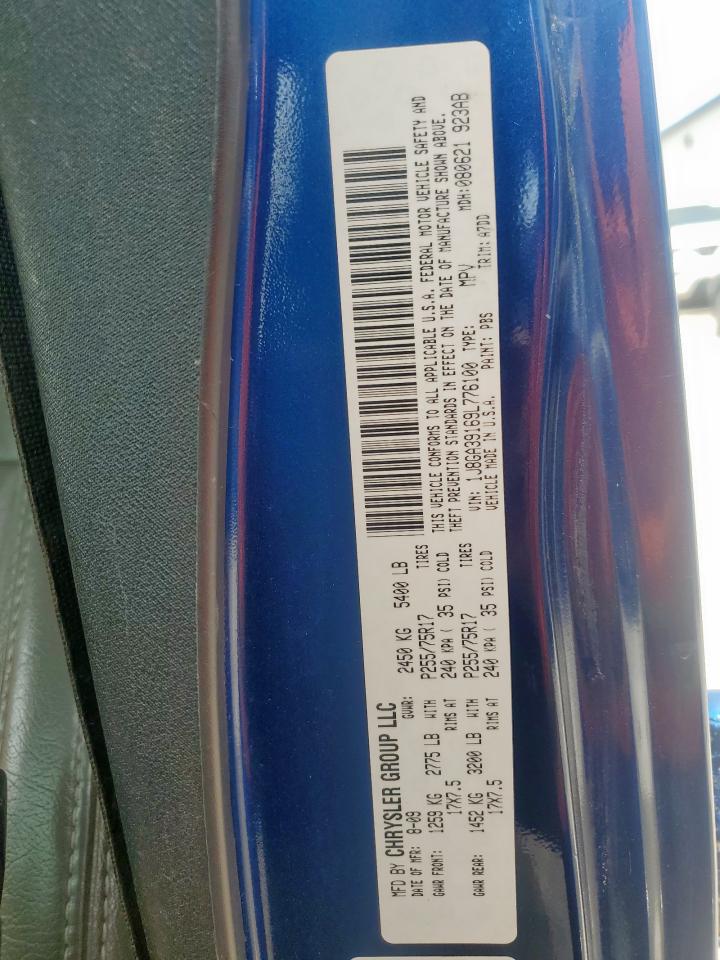 MFD BY CHRYSLER GROUP LLC
DATE OF MFR: 8-09 GVWR: 2450 KG 5400 LB
GAWR FRONT: 1259 KG 2775 LB WITH P255/75R17 TIRES
17X7.5 RIMS AT 240 KPA ( 35 PSI) COLD
GAWR REAR: 1452 KG 3200 LB WITH P255/75R17 TIRES
17X7.5 RIMS AT 240 KPA ( 35 PSI) COLD
THIS VEHICLE CONFORMS TO ALL APPLICABLE U.S.A. FEDERAL MOTOR VEHICLE SAFETY AND
THEFT PREVENTION STANDARDS IN EFFECT ON THE DATE OF MANUFACTURE SHOWN ABOVE.
VIN: 1J8GA39169L776100 TYPE: MPV MDH:080621 923AB
VEHICLE MADE IN U.S.A. PAINT: PBS TRIM: A7DD